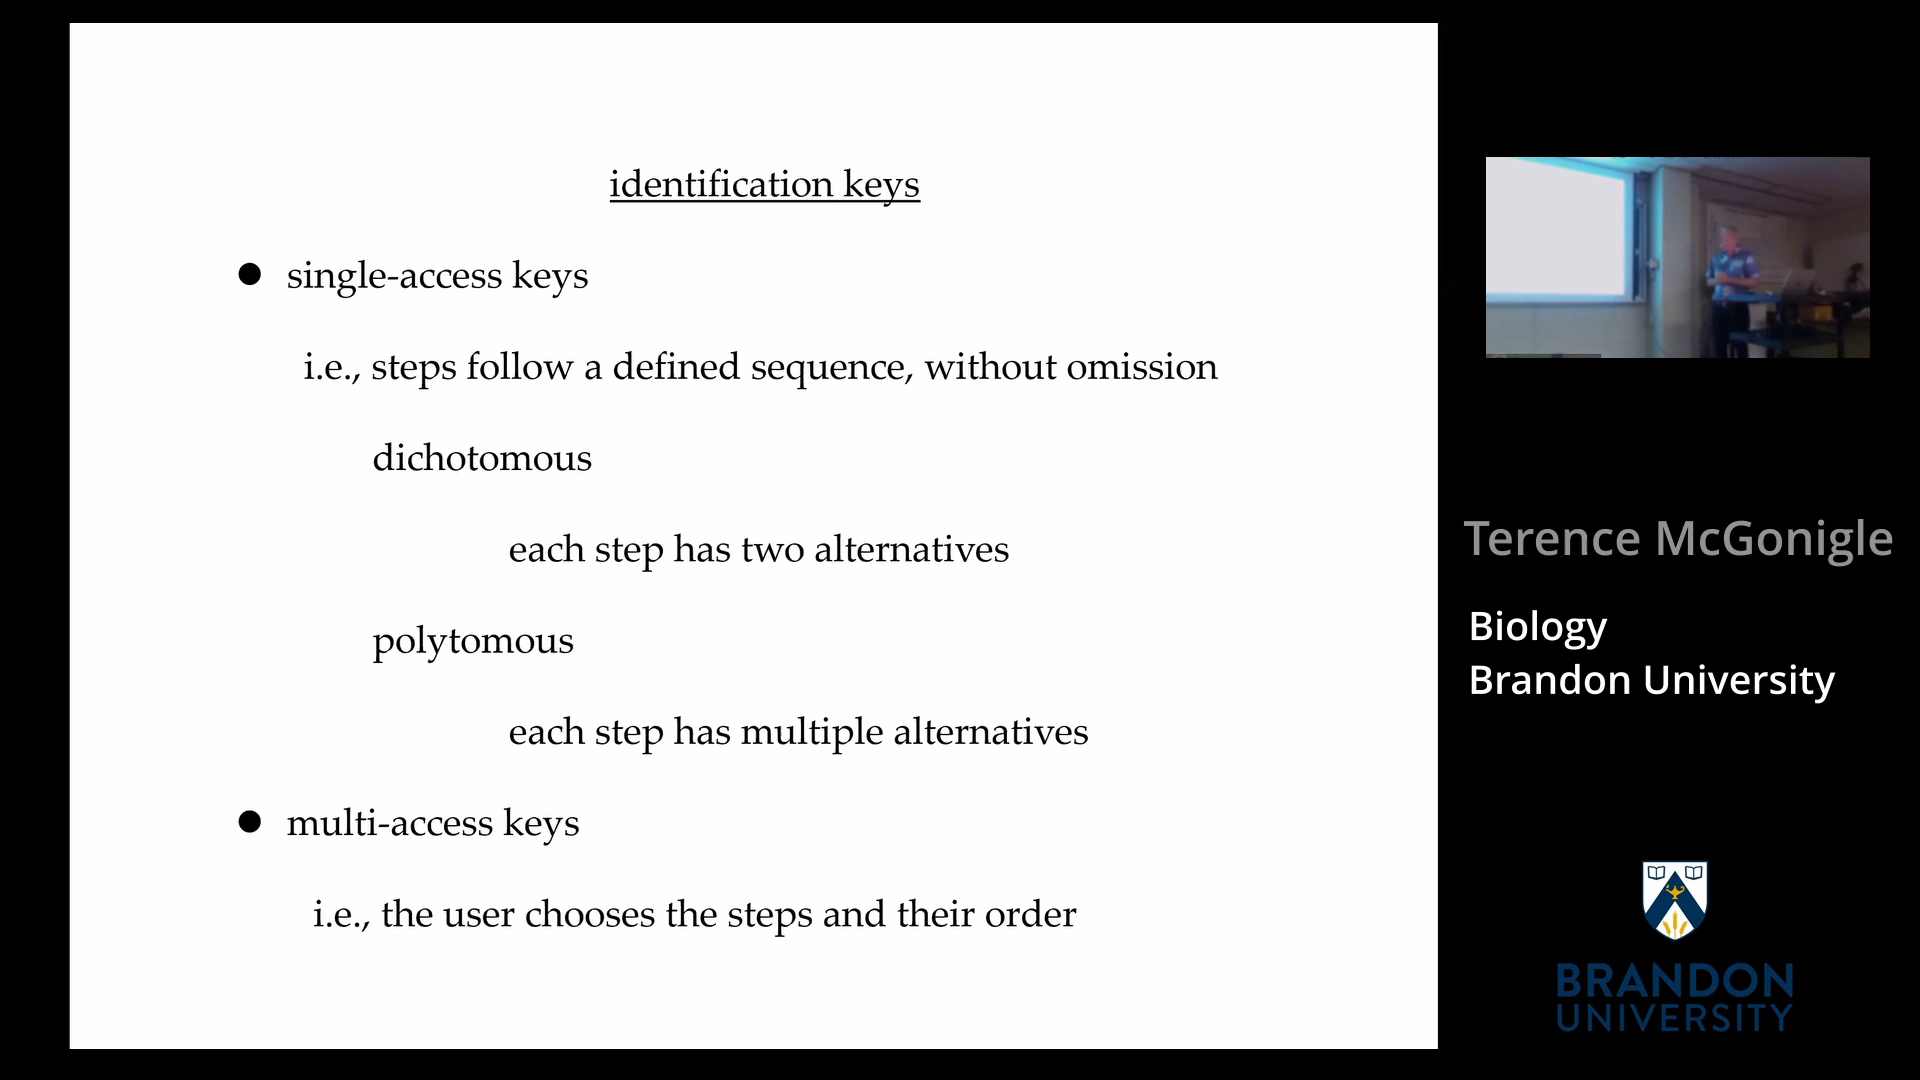 identification keys
● single-access keys
i.e., steps follow a defined sequence, without omission
dichotomous
each step has two alternatives
polytomous
each step has multiple alternatives
● multi-access keys
i.e., the user chooses the steps and their order
Terence McGonigle
Biology
Brandon University
BRANDON
UNIVERSITY